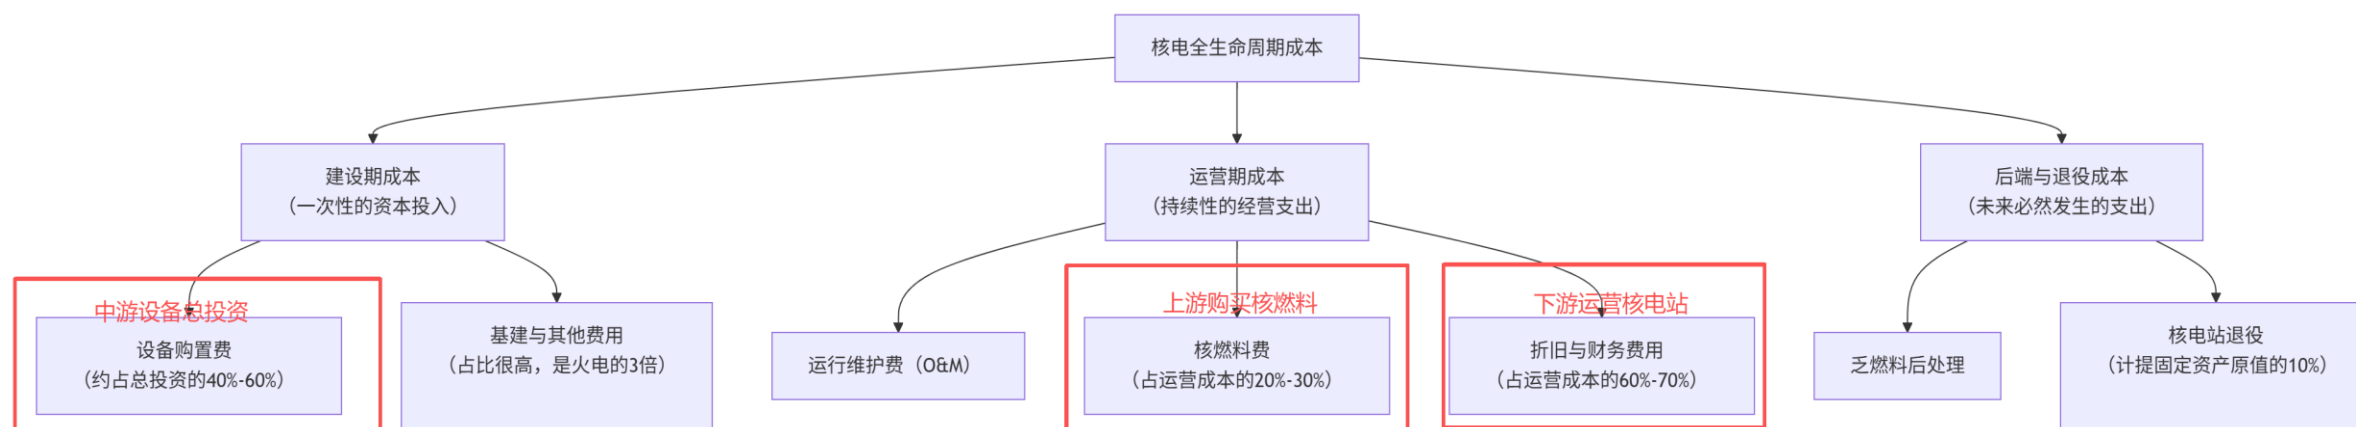 核电全生命周期成本
建设期成本
（一次性的资本投入）
运营期成本
（持续性的经营支出）
后端与退役成本
（未来必然发生的支出）
中游设备总投资
设备购置费
（约占总投资的40%-60%）
基建与其他费用
（占比很高，是火电的3倍）
运行维护费（O&M）
上游购买核燃料
核燃料费
（占运营成本的20%-30%）
下游运营核电站
折旧与财务费用
（占运营成本的60%-70%）
乏燃料后处理
核电站退役
（计提固定资产原值的10%）